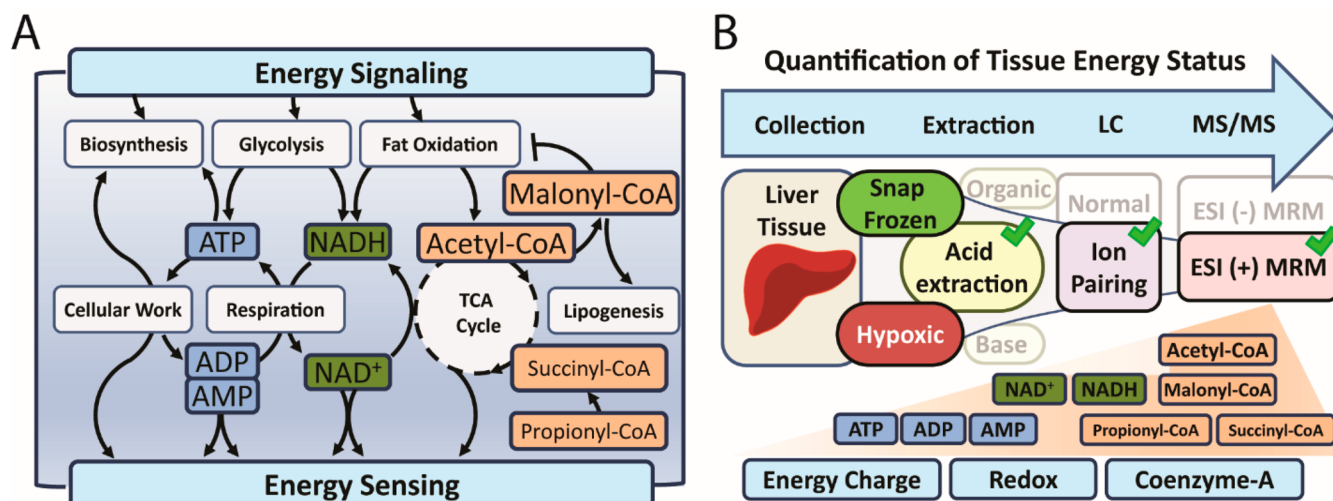 A
Energy Signaling
Biosynthesis
Glycolysis
Fat Oxidation
Malonyl-CoA
ATP
NADH
Acetyl-CoA
Cellular Work
Respiration
TCA
Cycle
Lipogenesis
ADP
AMP
NAD⁺
Succinyl-CoA
Propionyl-CoA
Energy Sensing
B
Quantification of Tissue Energy Status
Collection
Extraction
LC
MS/MS
Liver
Tissue
Snap
Frozen
Hypoxic
Organic
Acid
extraction
Base
Normal
Ion
Pairing
ESI (-) MRM
ESI (+) MRM
Acetyl-CoA
NAD⁺
NADH
Malonyl-CoA
ATP
ADP
AMP
Propionyl-CoA
Succinyl-CoA
Energy Charge
Redox
Coenzyme-A